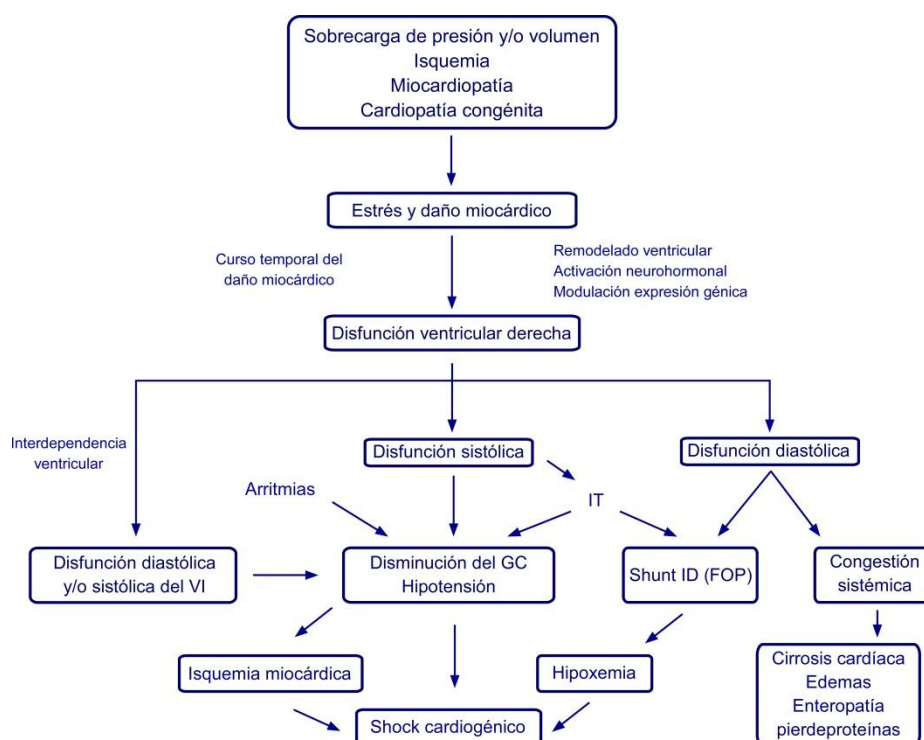 Sobrecarga de presión y/o volumen
Isquemia
Miocardiopatía
Cardiopatía congénita
Estrés y daño miocárdico
Curso temporal del
daño miocárdico
Remodelado ventricular
Activación neurohormonal
Modulación expresión génica
Disfunción ventricular derecha
Interdependencia
ventricular
Disfunción sistólica
Disfunción diastólica
Arritmias
IT
Disfunción diastólica
y/o sistólica del VI
Disminución del GC
Hipotensión
Shunt ID (FOP)
Congestión
sistémica
Isquemia miocárdica
Hipoxemia
Cirrosis cardíaca
Edemas
Enteropatía
pierdeproteínas
Shock cardiogénico